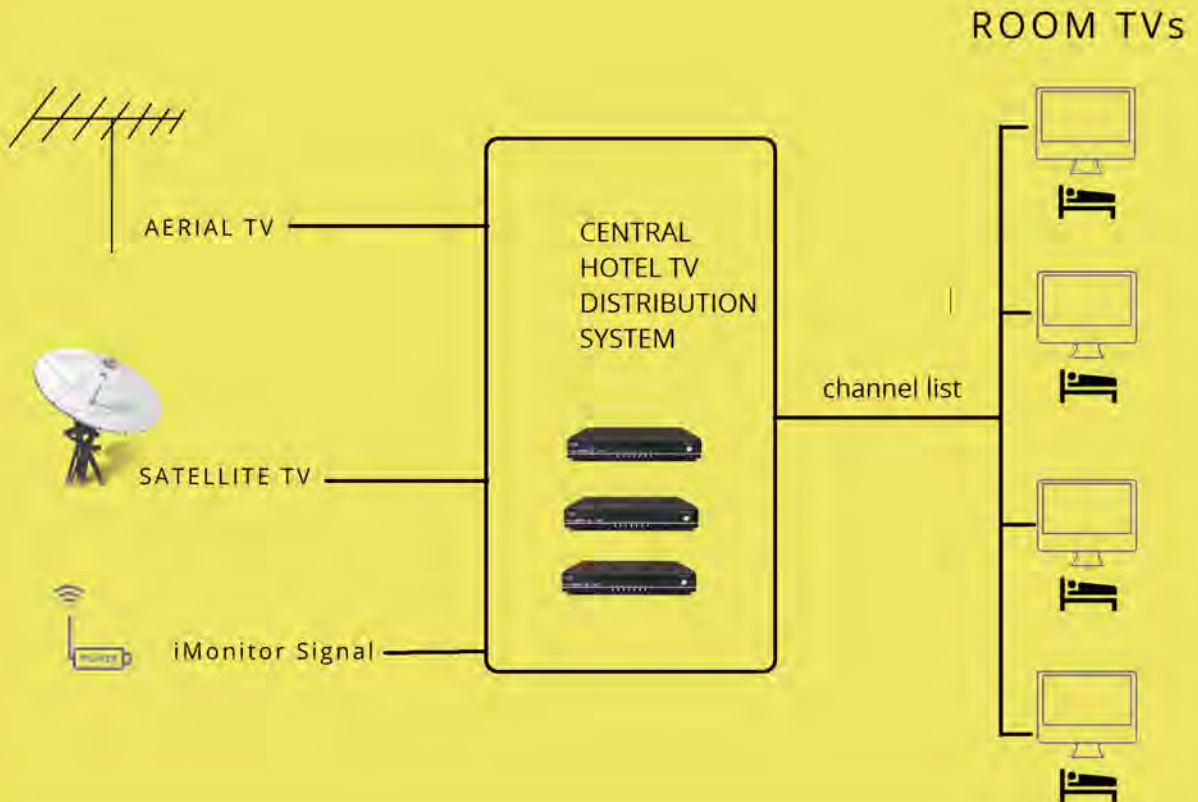 ROOM TVs
AERIAL TV
CENTRAL
HOTEL TV
DISTRIBUTION
SYSTEM
channel list
SATELLITE TV
iMonitor Signal